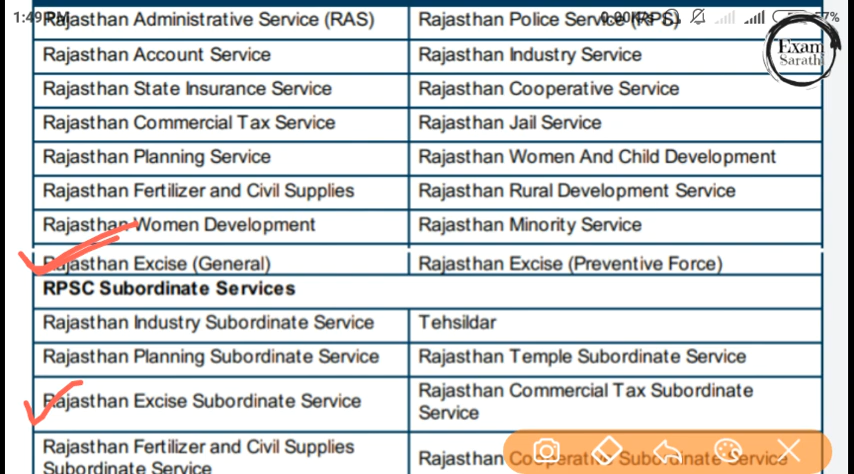 1:49 PM
Rajasthan Administrative Service (RAS)
Rajasthan Police Service (RPS)
Exam
Sarathi
Rajasthan Account Service
Rajasthan Industry Service
Rajasthan State Insurance Service
Rajasthan Cooperative Service
Rajasthan Commercial Tax Service
Rajasthan Jail Service
Rajasthan Planning Service
Rajasthan Women And Child Development
Rajasthan Fertilizer and Civil Supplies
Rajasthan Rural Development Service
Rajasthan Women Development
Rajasthan Minority Service
Rajasthan Excise (General)
Rajasthan Excise (Preventive Force)
RPSC Subordinate Services
Rajasthan Industry Subordinate Service
Tehsildar
Rajasthan Planning Subordinate Service
Rajasthan Temple Subordinate Service
Rajasthan Excise Subordinate Service
Rajasthan Commercial Tax Subordinate
Service
Rajasthan Fertilizer and Civil Supplies
Subordinate Service
Rajasthan Cooperative Subordinate Service